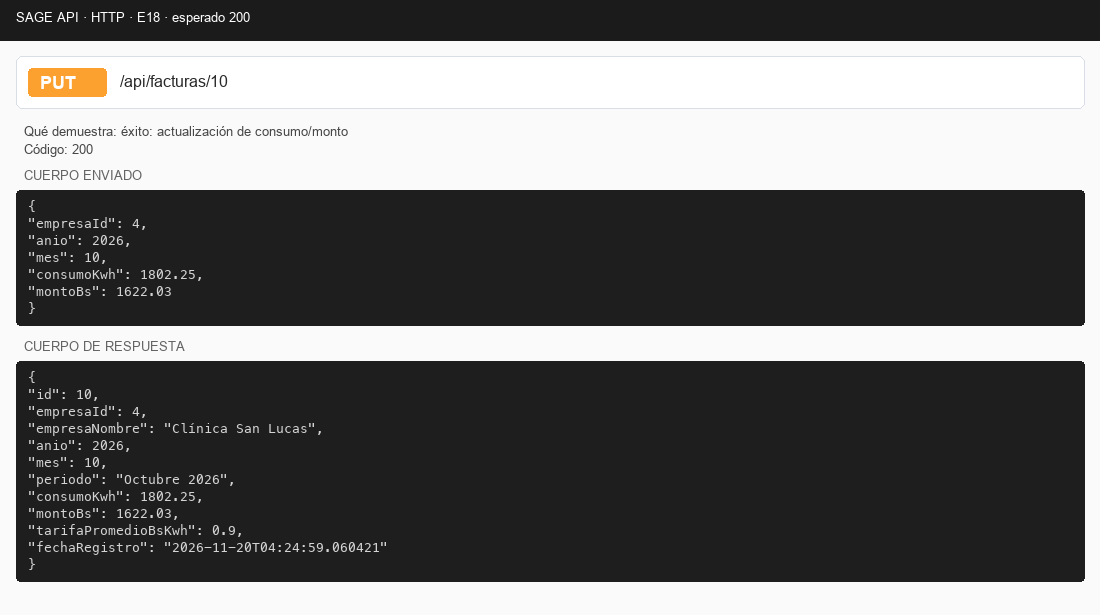 SAGE API · HTTP · E18 · esperado 200
PUT /api/facturas/10
Qué demuestra: éxito: actualización de consumo/monto
Código: 200
CUERPO ENVIADO
{
"empresaId": 4,
"anio": 2026,
"mes": 10,
"consumoKwh": 1802.25,
"montoBs": 1622.03
}
CUERPO DE RESPUESTA
{
"id": 10,
"empresaId": 4,
"empresaNombre": "Clínica San Lucas",
"anio": 2026,
"mes": 10,
"periodo": "Octubre 2026",
"consumoKwh": 1802.25,
"montoBs": 1622.03,
"tarifaPromedioBsKwh": 0.9,
"fechaRegistro": "2026-11-20T04:24:59.060421"
}